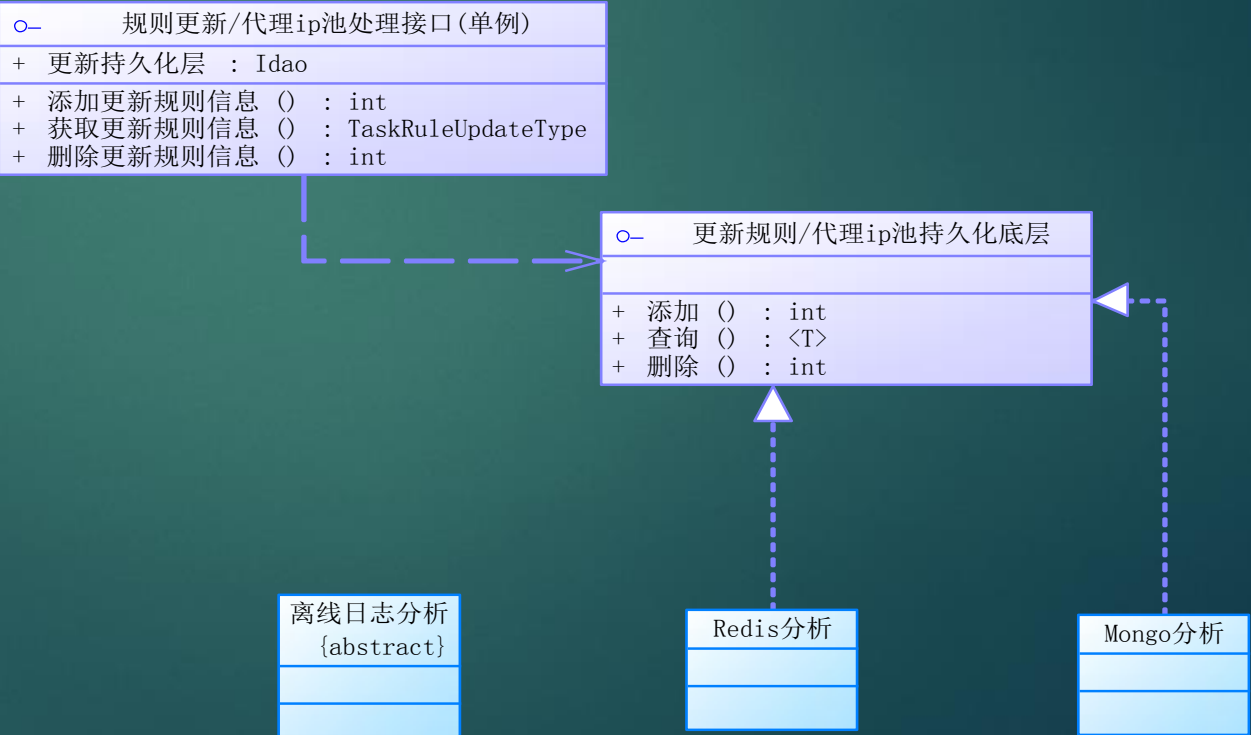 规则更新/代理ip池处理接口(单例)
+ 更新持久化层 : Idao
+ 添加更新规则信息 () : int
+ 获取更新规则信息 () : TaskRuleUpdateType
+ 删除更新规则信息 () : int
更新规则/代理ip池持久化底层
+ 添加 () : int
+ 查询 () : <T>
+ 删除 () : int
离线日志分析
{abstract}
Redis分析
Mongo分析